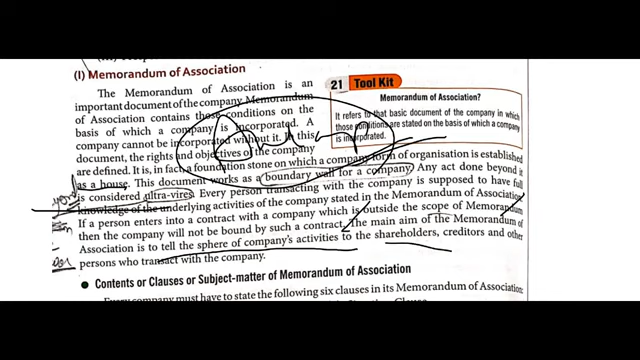 (I) Memorandum of Association
The Memorandum of Association is an
important document of the company. Memorandum
of Association contains those conditions on the
basis of which a company is incorporated. A
company cannot be incorporated without it. In this
document, the rights and objectives of the company
are defined. It is, in fact, a foundation stone on which a company form of organisation is established
as a house. This document works as a boundary wall for a company. Any act done beyond it
is considered ultra-vires. Every person transacting with the company is supposed to have full
knowledge of the underlying activities of the company stated in the Memorandum of Association
If a person enters into a contract with a company which is outside the scope of Memorandum
then the company will not be bound by such a contract. The main aim of the Memorandum of
Association is to tell the sphere of company's activities to the shareholders, creditors and other
persons who transact with the company.
21 Tool Kit
Memorandum of Association?
It refers to that basic document of the company in which
those conditions are stated on the basis of which a company
is incorporated.
• Contents or Clauses or Subject-matter of Memorandum of Association
Every company must have to state the following six clauses in its Memorandum of Association: